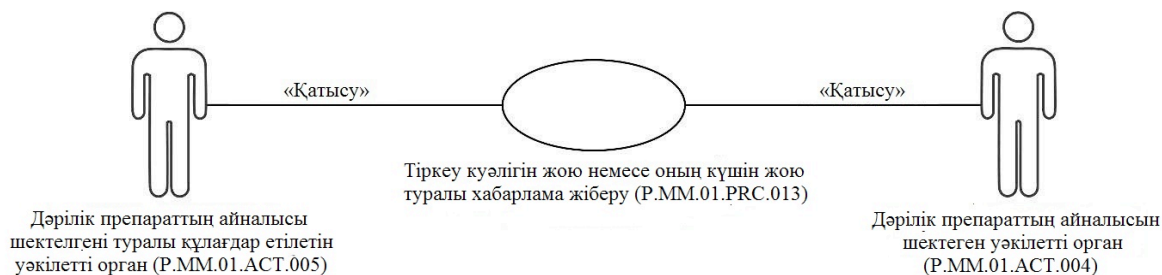 «Қатысу»
«Қатысу»
Тіркеу куәлігін жою немесе оның күшін жою
туралы хабарлама жіберу (P.MM.01.PRC.013)
Дәрілік препараттың айналысы
шектелгені туралы құлағдар етілетін
уәкілетті орган (P.MM.01.ACT.005)
Дәрілік препараттың айналысын
шектеген уәкілетті орган
(P.MM.01.ACT.004)